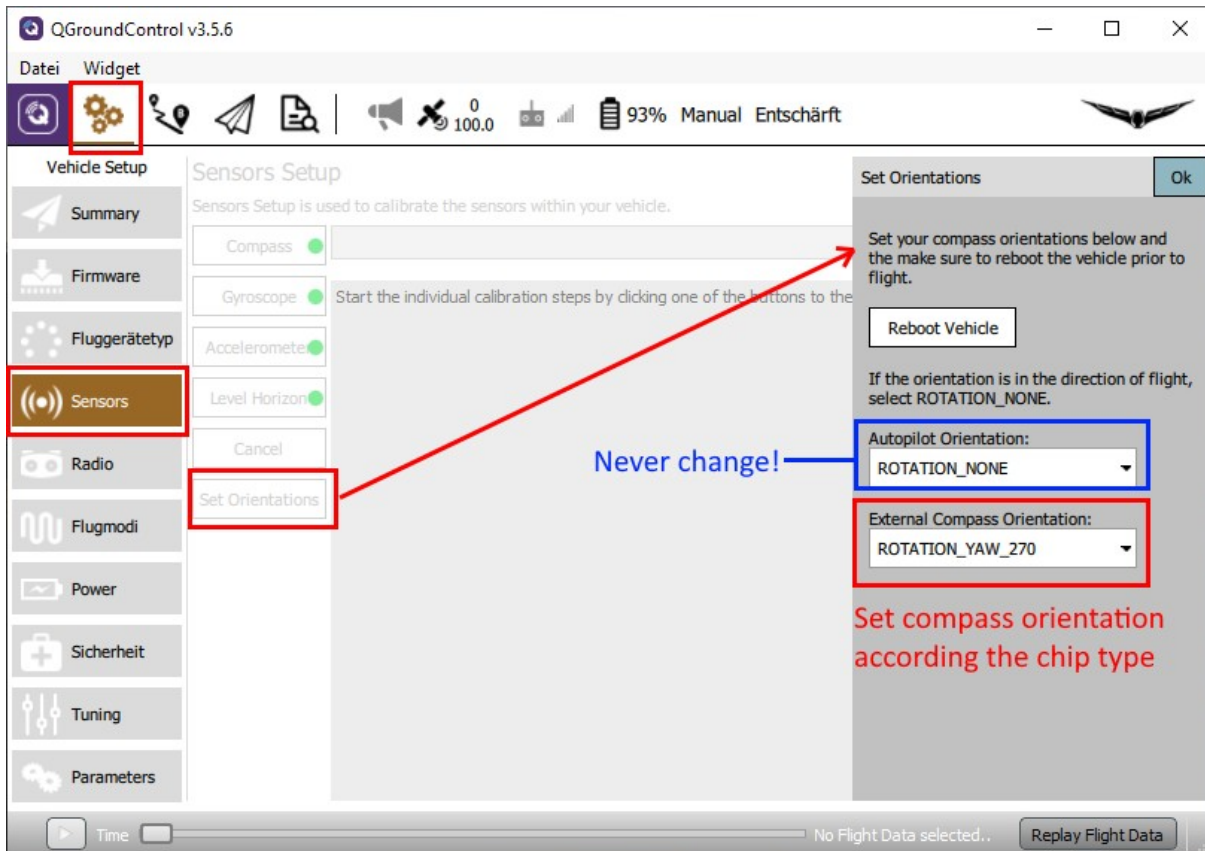 QGroundControl v3.5.6
Datei Widget
0
100.0
93% Manual Entschärft
Vehicle Setup
Summary
Firmware
Fluggerätetyp
Sensors
Radio
Flugmodi
Power
Sicherheit
Tuning
Parameters
Sensors Setup
Sensors Setup is used to calibrate the sensors within your vehicle.
Compass
Gyroscope
Acceleromete
Level Horizon
Cancel
Set Orientations
Start the individual calibration steps by clicking one of the buttons to the
Never change!
Set Orientations
Ok
Set your compass orientations below and
the make sure to reboot the vehicle prior to
flight.
Reboot Vehicle
If the orientation is in the direction of flight,
select ROTATION_NONE.
Autopilot Orientation:
ROTATION_NONE
External Compass Orientation:
ROTATION_YAW_270
Set compass orientation
according the chip type
Time
No Flight Data selected..
Replay Flight Data